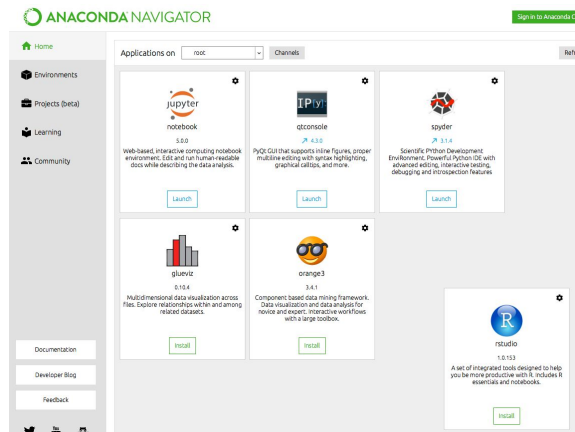 ANACONDA NAVIGATOR
Sign in to Anaconda C
Home
Applications on root Channels
Refr
Environments
Projects (beta)
Learning
Community
jupyter
notebook
5.0.0
Web-based, interactive computing notebook
environment. Edit and run human-readable
docs while describing the data analysis.
Launch
IP[y]:
qtconsole
4.3.0
PyQt GUI that supports inline figures, proper
multiline editing with syntax highlighting,
graphical calltips, and more.
Launch
spyder
3.1.4
Scientific PYthon Development
EnviRonment. Powerful Python IDE with
advanced editing, interactive testing,
debugging and introspection features
Launch
glueviz
0.10.4
Multidimensional data visualization across
files. Explore relationships within and among
related datasets.
Install
orange3
3.4.1
Component based data mining framework.
Data visualization and data analysis for
novice and expert. Interactive workflows
with a large toolbox.
Install
R
rstudio
1.0.153
A set of integrated tools designed to help
you be more productive with R. Includes R
essentials and notebooks.
Install
Documentation
Developer Blog
Feedback
You